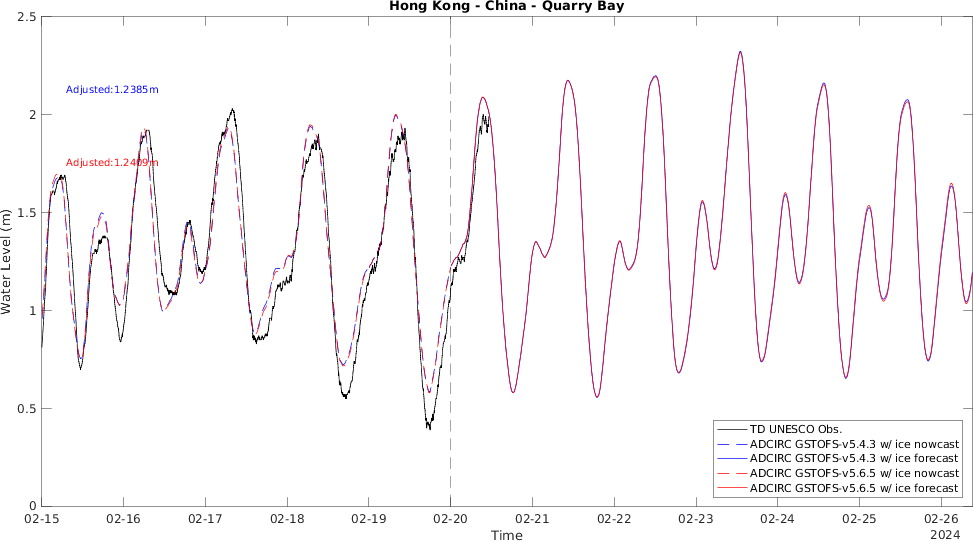 Hong Kong - China - Quarry Bay
2.5
2
1.5
1
0.5
0
Water Level (m)
Adjusted:1.2385m
Adjusted:1.2409m
TD UNESCO Obs.
ADCIRC GSTOFS-v5.4.3 w/ ice nowcast
ADCIRC GSTOFS-v5.4.3 w/ ice forecast
ADCIRC GSTOFS-v5.6.5 w/ ice nowcast
ADCIRC GSTOFS-v5.6.5 w/ ice forecast
02-15 02-16 02-17 02-18 02-19 02-20 02-21 02-22 02-23 02-24 02-25 02-26
Time
2024